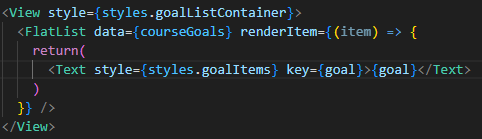 <View style={styles.goalListContainer}>
<FlatList data={courseGoals} renderItem={(item) => {
return(
<Text style={styles.goalItems} key={goal}>{goal}</Text>
)
}} />
</View>